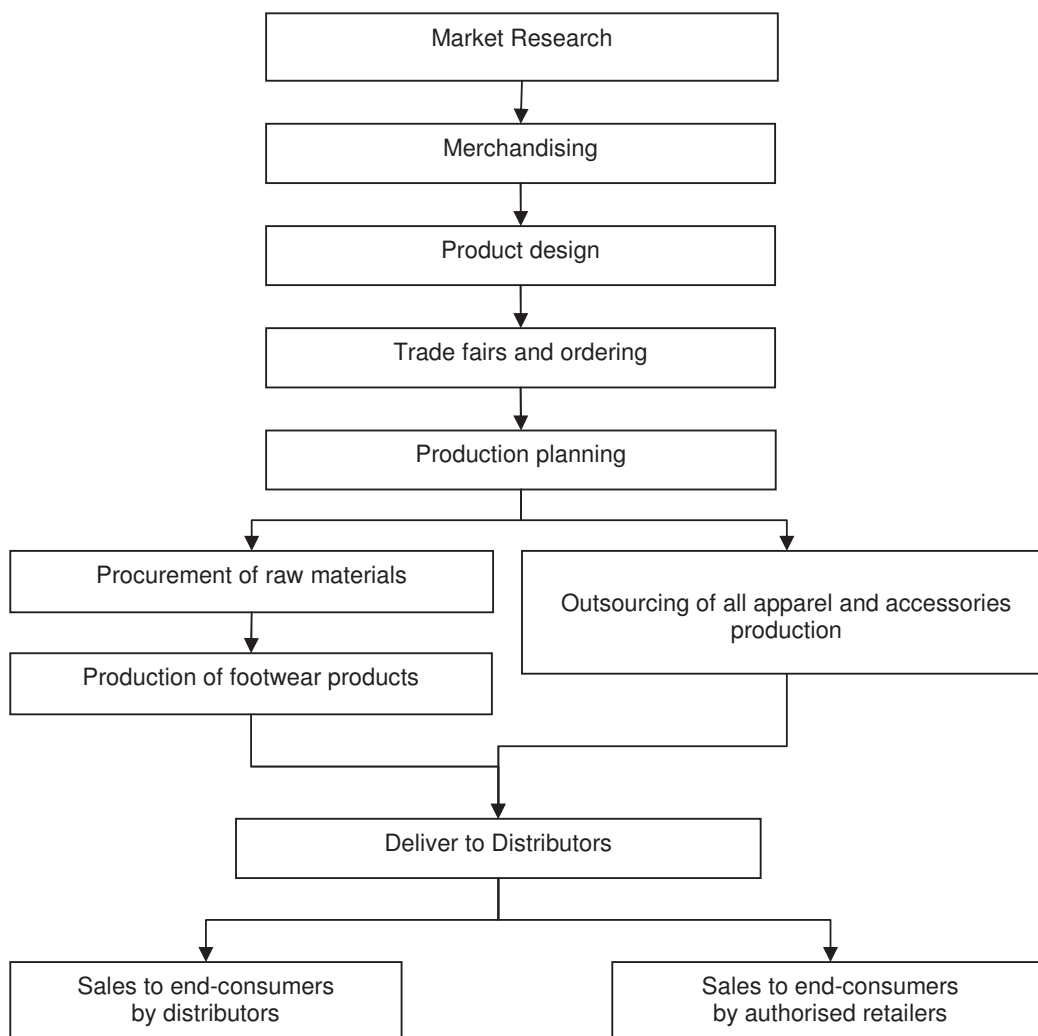 Market Research
Merchandising
Product design
Trade fairs and ordering
Production planning
Procurement of raw materials
Outsourcing of all apparel and accessories
production
Production of footwear products
Deliver to Distributors
Sales to end-consumers
by distributors
Sales to end-consumers
by authorised retailers